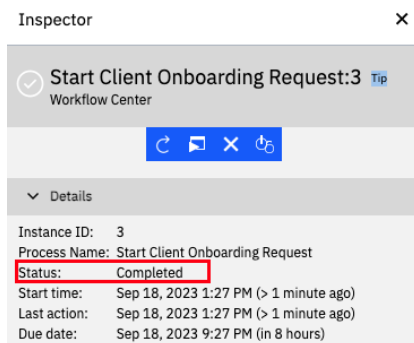 Inspector
Start Client Onboarding Request:3 Tip
Workflow Center
Details
Instance ID: 3
Process Name: Start Client Onboarding Request
Status: Completed
Start time: Sep 18, 2023 1:27 PM (> 1 minute ago)
Last action: Sep 18, 2023 1:27 PM (> 1 minute ago)
Due date: Sep 18, 2023 9:27 PM (in 8 hours)